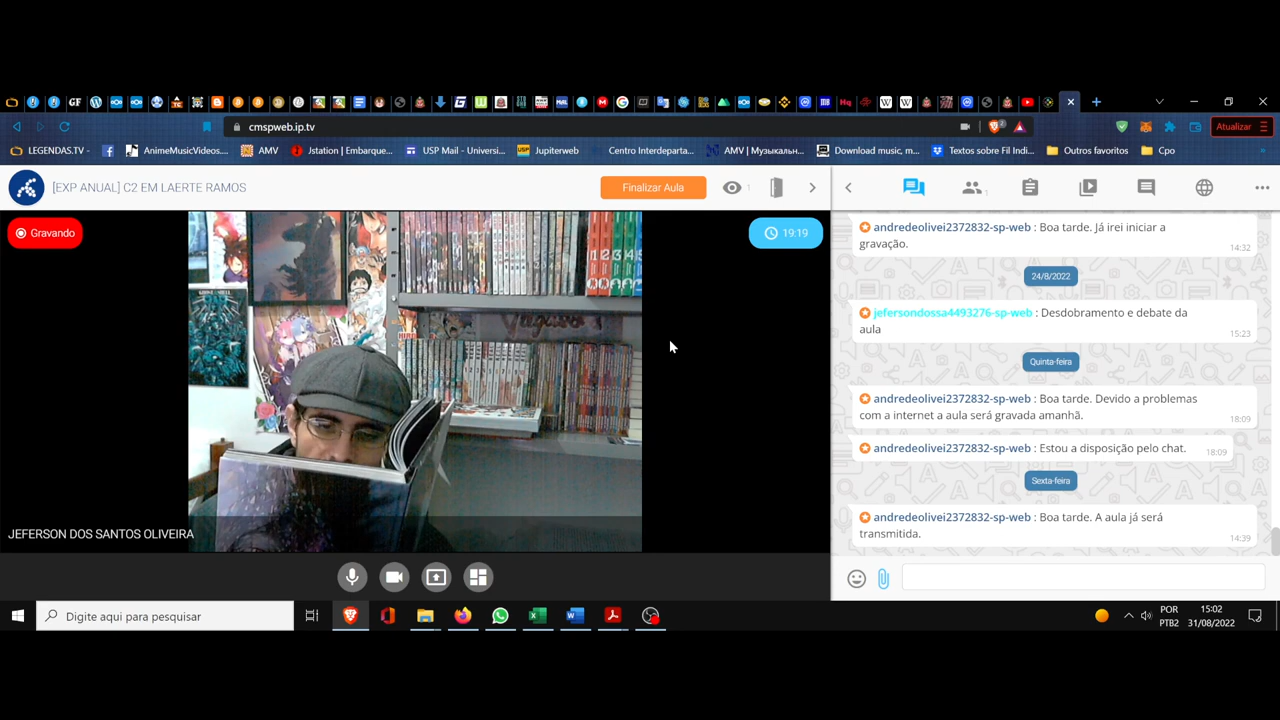 cmspweb.ip.tv
Atualizar
LEGENDAS.TV -
AnimeMusicVideos...
AMV
Jstation | Embarque...
USP Mail - Universi...
Jupiterweb
Centro Interdeparta...
AMV | Музыкальн...
Download music, m...
Textos sobre Fil Indi...
Outros favoritos
Cpo
[EXP ANUAL] C2 EM LAERTE RAMOS
Finalizar Aula
1
1
Gravando
19:19
andredeolivei2372832-sp-web : Boa tarde. Já irei iniciar a
gravação.
14:32
24/8/2022
jefersondossa4493276-sp-web : Desdobramento e debate da
aula
15:23
Quinta-feira
andredeolivei2372832-sp-web : Boa tarde. Devido a problemas
com a internet a aula será gravada amanhã.
18:09
andredeolivei2372832-sp-web : Estou a disposição pelo chat.
18:09
Sexta-feira
andredeolivei2372832-sp-web : Boa tarde. A aula já será
transmitida.
14:39
JEFERSON DOS SANTOS OLIVEIRA
Digite aqui para pesquisar
POR
PTB2
15:02
31/08/2022